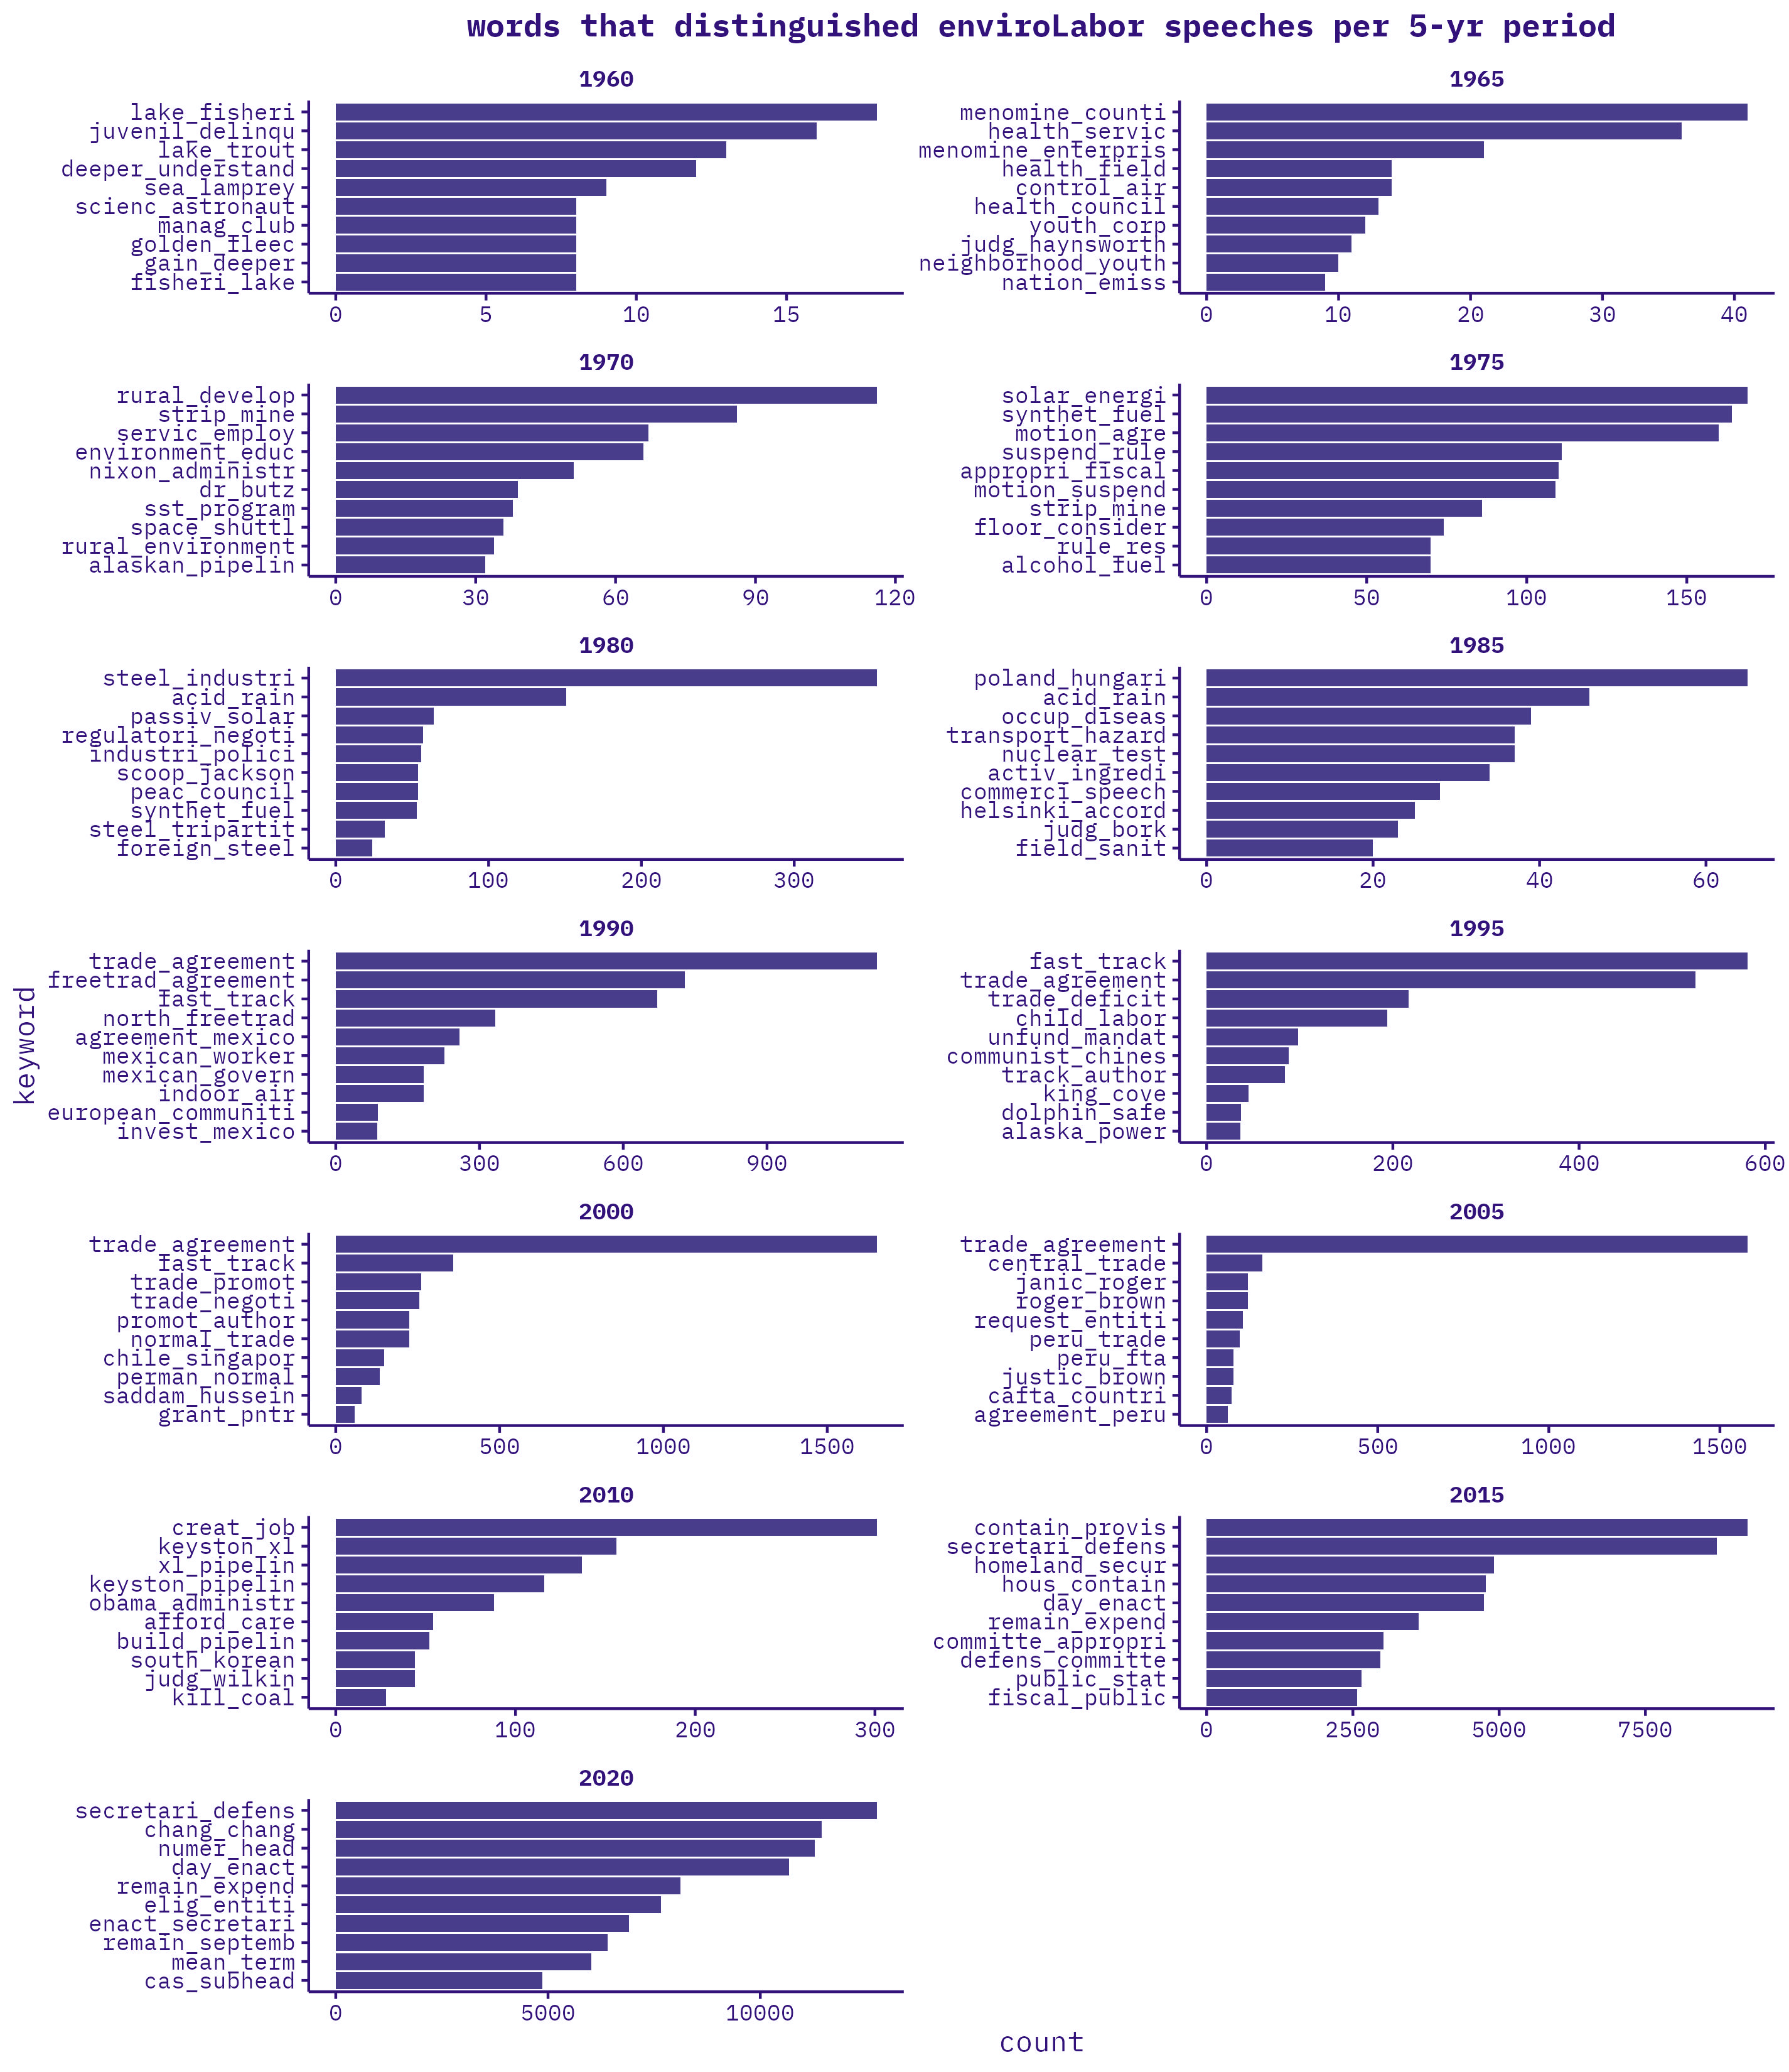 words that distinguished enviroLabor speeches per 5-yr period
keyword
1960
lake_fisheri
juvenil_delinqu
lake_trout
deeper_understand
sea_lamprey
scienc_astronaut
manag_club
golden_fleec
gain_deeper
fisheri_lake
0 5 10 15
1965
menomine_counti
health_servic
menomine_enterpris
health_field
control_air
health_council
youth_corp
judg_haynsworth
neighborhood_youth
nation_emiss
0 10 20 30 40
1970
rural_develop
strip_mine
servic_employ
environment_educ
nixon_administr
dr_butz
sst_program
space_shuttl
rural_environment
alaskan_pipelin
0 30 60 90 120
1975
solar_energi
synthet_fuel
motion_agre
suspend_rule
appropri_fiscal
motion_suspend
strip_mine
floor_consider
rule_res
alcohol_fuel
0 50 100 150
1980
steel_industri
acid_rain
passiv_solar
regulatori_negoti
industri_polici
scoop_jackson
peac_council
synthet_fuel
steel_tripartit
foreign_steel
0 100 200 300
1985
poland_hungari
acid_rain
occup_diseas
transport_hazard
nuclear_test
activ_ingredi
commerci_speech
helsinki_accord
judg_bork
field_sanit
0 20 40 60
1990
trade_agreement
freetrad_agreement
fast_track
north_freetrad
agreement_mexico
mexican_worker
mexican_govern
indoor_air
european_communiti
invest_mexico
0 300 600 900
1995
fast_track
trade_agreement
trade_deficit
child_labor
unfund_mandat
communist_chines
track_author
king_cove
dolphin_safe
alaska_power
0 200 400 600
2000
trade_agreement
fast_track
trade_promot
trade_negoti
promot_author
normal_trade
chile_singapor
perman_normal
saddam_hussein
grant_pntr
0 500 1000 1500
2005
trade_agreement
central_trade
janic_roger
roger_brown
request_entiti
peru_trade
peru_fta
justic_brown
cafta_countri
agreement_peru
0 500 1000 1500
2010
creat_job
keyston_xl
xl_pipelin
keyston_pipelin
obama_administr
afford_care
build_pipelin
south_korean
judg_wilkin
kill_coal
0 100 200 300
2015
contain_provis
secretari_defens
homeland_secur
hous_contain
day_enact
remain_expend
committe_appropri
defens_committe
public_stat
fiscal_public
0 2500 5000 7500
2020
secretari_defens
chang_chang
numer_head
day_enact
remain_expend
elig_entiti
enact_secretari
remain_septemb
mean_term
cas_subhead
0 5000 10000
count